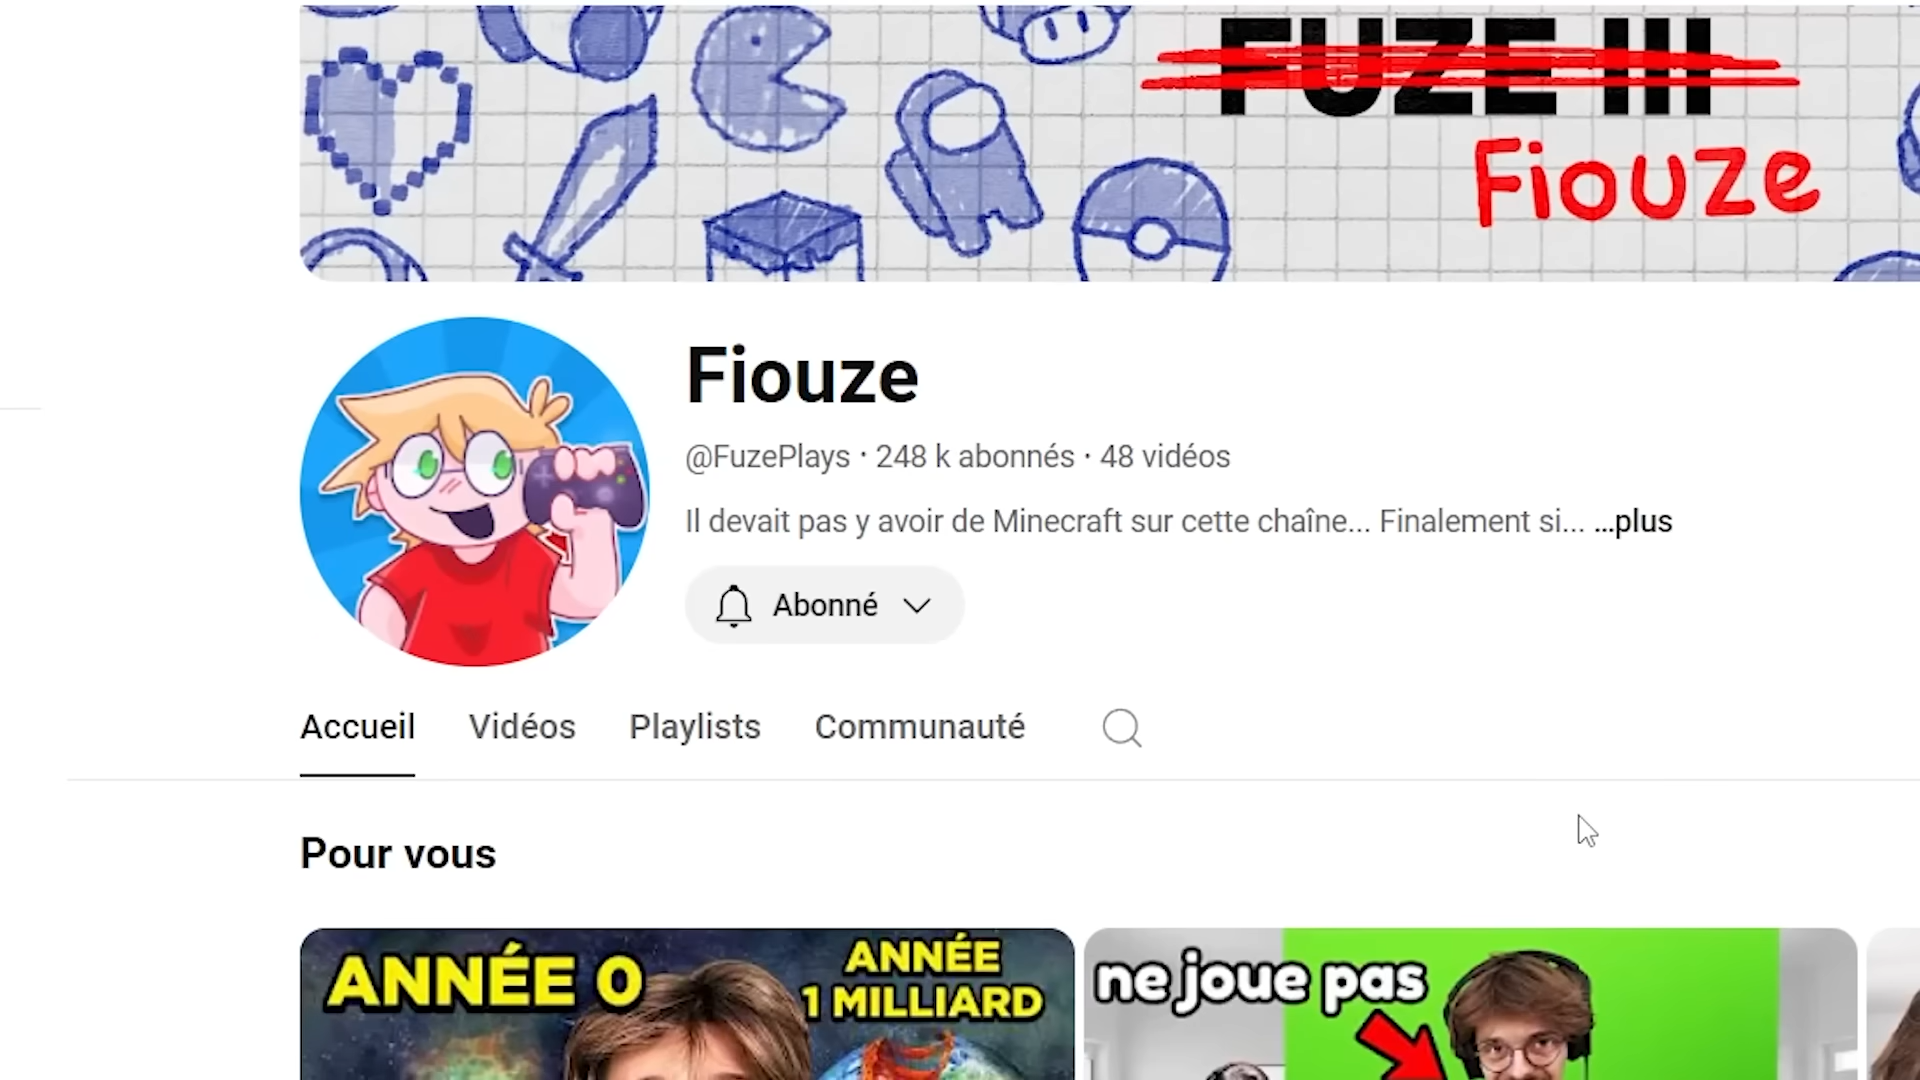 FUZE III
Fiouze
Fiouze
@FuzePlays · 248 k abonnés · 48 vidéos
Il devait pas y avoir de Minecraft sur cette chaîne... Finalement si... ...plus
Abonné
Accueil Vidéos Playlists Communauté
Pour vous
ANNÉE 0
ANNÉE
1 MILLIARD
ne joue pas